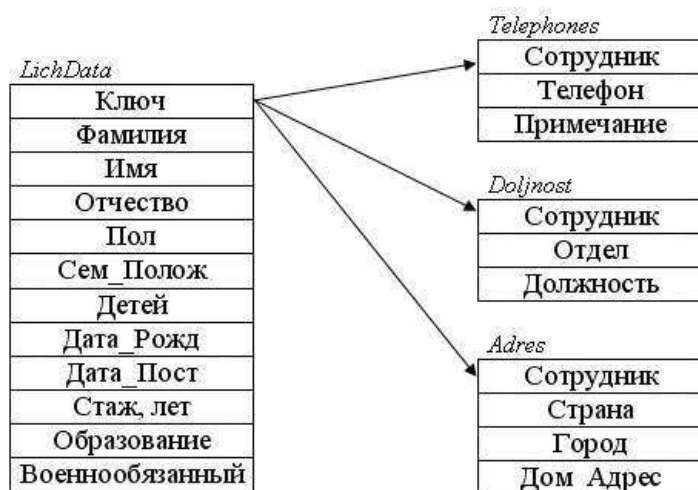 LichData
Ключ
Фамилия
Имя
Отчество
Пол
Сем_Полож
Детей
Дата_Рожд
Дата_Пост
Стаж, лет
Образование
Военнообязанный
Telephones
Сотрудник
Телефон
Примечание
Doljnost
Сотрудник
Отдел
Должность
Adres
Сотрудник
Страна
Город
Дом_Адрес